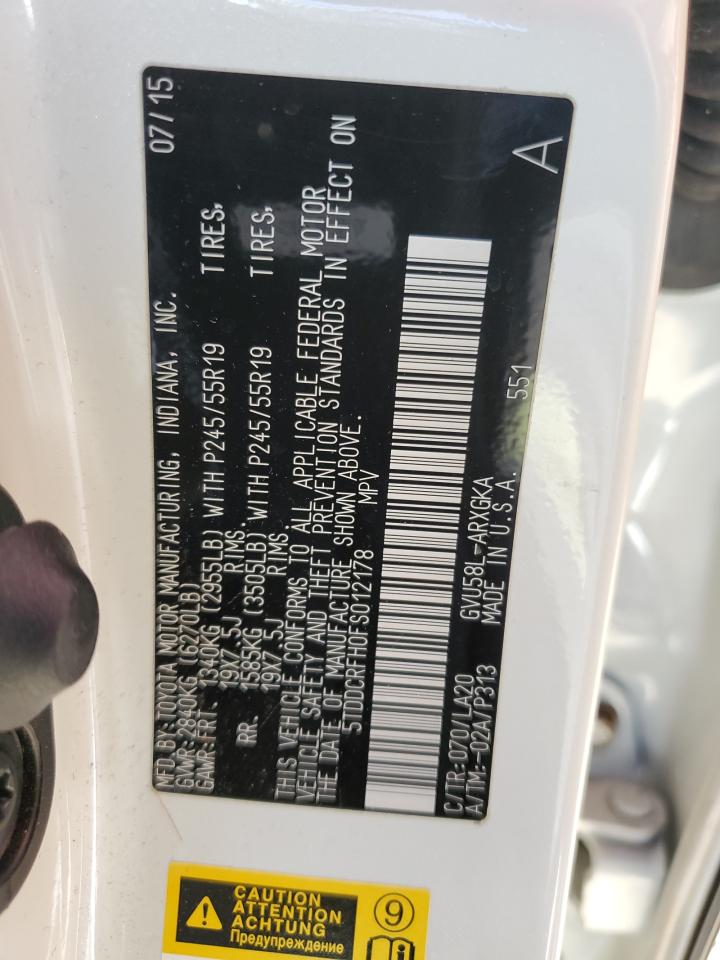 MFD BY: TOYOTA MOTOR MANUFACTURING, INDIANA, INC. 07/15
GVWR: 2840KG (6270LB)
GAWR: FRT. 1340KG (2955LB) WITH P245/55R19 TIRES,
19X7.5J RIMS
RR. 1585KG (3505LB) WITH P245/55R19 TIRES,
19X7.5J RIMS
THIS VEHICLE CONFORMS TO ALL APPLICABLE FEDERAL MOTOR
VEHICLE SAFETY AND THEFT PREVENTION STANDARDS IN EFFECT ON
THE DATE OF MANUFACTURE SHOWN ABOVE.
5TDDCRFH0FS012178 MPV
C/TR: 070/LA20 GVU58L-ARXGKA
A/TM: -02A/P313 MADE IN U.S.A. 551
A
CAUTION
ATTENTION
ACHTUNG
Предупреждение
9